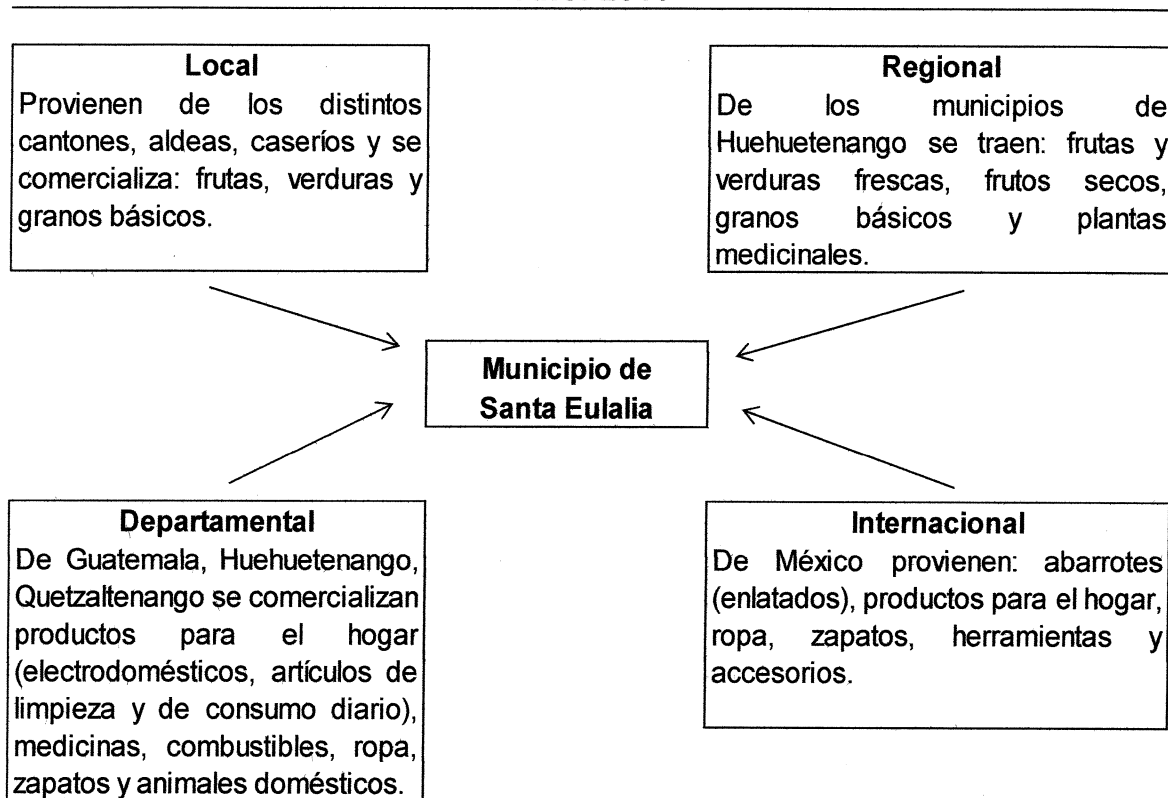 Local
Provienen de los distintos
cantones, aldeas, caseríos y se
comercializa: frutas, verduras y
granos básicos.
Regional
De los municipios de
Huehuetenango se traen: frutas y
verduras frescas, frutos secos,
granos básicos y plantas
medicinales.
Municipio de
Santa Eulalia
Departamental
De Guatemala, Huehuetenango,
Quetzaltenango se comercializan
productos para el hogar
(electrodomésticos, artículos de
limpieza y de consumo diario),
medicinas, combustibles, ropa,
zapatos y animales domésticos.
Internacional
De México provienen: abarrotes
(enlatados), productos para el hogar,
ropa, zapatos, herramientas y
accesorios.